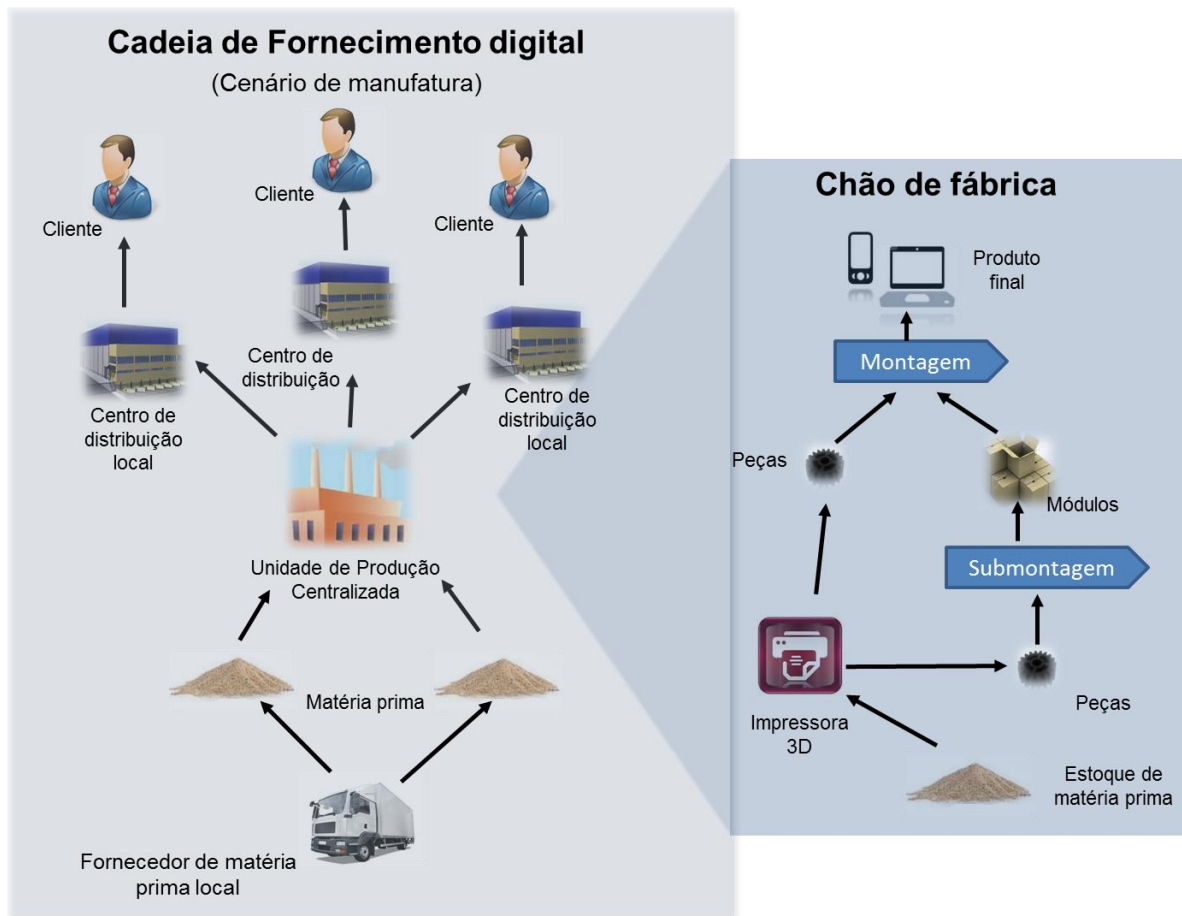 Cadeia de Fornecimento digital
(Cenário de manufatura)
Cliente
Cliente
Cliente
Centro de
distribuição
Centro de
distribuição
local
Centro de
distribuição
local
Unidade de Produção
Centralizada
Matéria prima
Fornecedor de matéria
prima local
Chão de fábrica
Produto
final
Montagem
Peças
Módulos
Submontagem
Peças
Impressora
3D
Estoque de
matéria prima